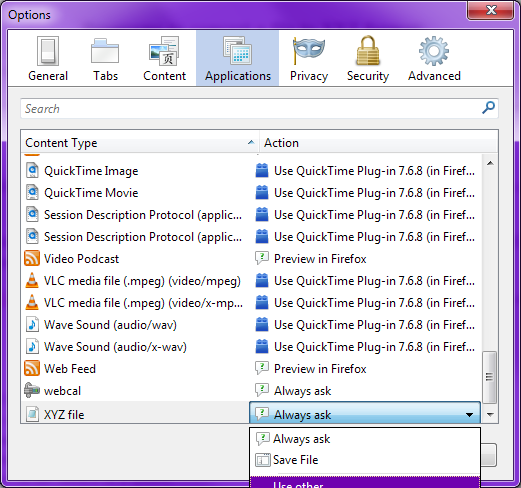 Options
General Tabs Content Applications Privacy Security Advanced
Search
Content Type Action
QuickTime Image Use QuickTime Plug-in 7.6.8 (in Firef...
QuickTime Movie Use QuickTime Plug-in 7.6.8 (in Firef...
Session Description Protocol (applic... Use QuickTime Plug-in 7.6.8 (in Firef...
Session Description Protocol (applic... Use QuickTime Plug-in 7.6.8 (in Firef...
Video Podcast Preview in Firefox
VLC media file (.mpeg) (video/mpeg) Use QuickTime Plug-in 7.6.8 (in Firef...
VLC media file (.mpeg) (video/x-mp... Use QuickTime Plug-in 7.6.8 (in Firef...
Wave Sound (audio/wav) Use QuickTime Plug-in 7.6.8 (in Firef...
Wave Sound (audio/x-wav) Use QuickTime Plug-in 7.6.8 (in Firef...
Web Feed Preview in Firefox
webcal Always ask
XYZ file Always ask
Always ask
Save File
Use other